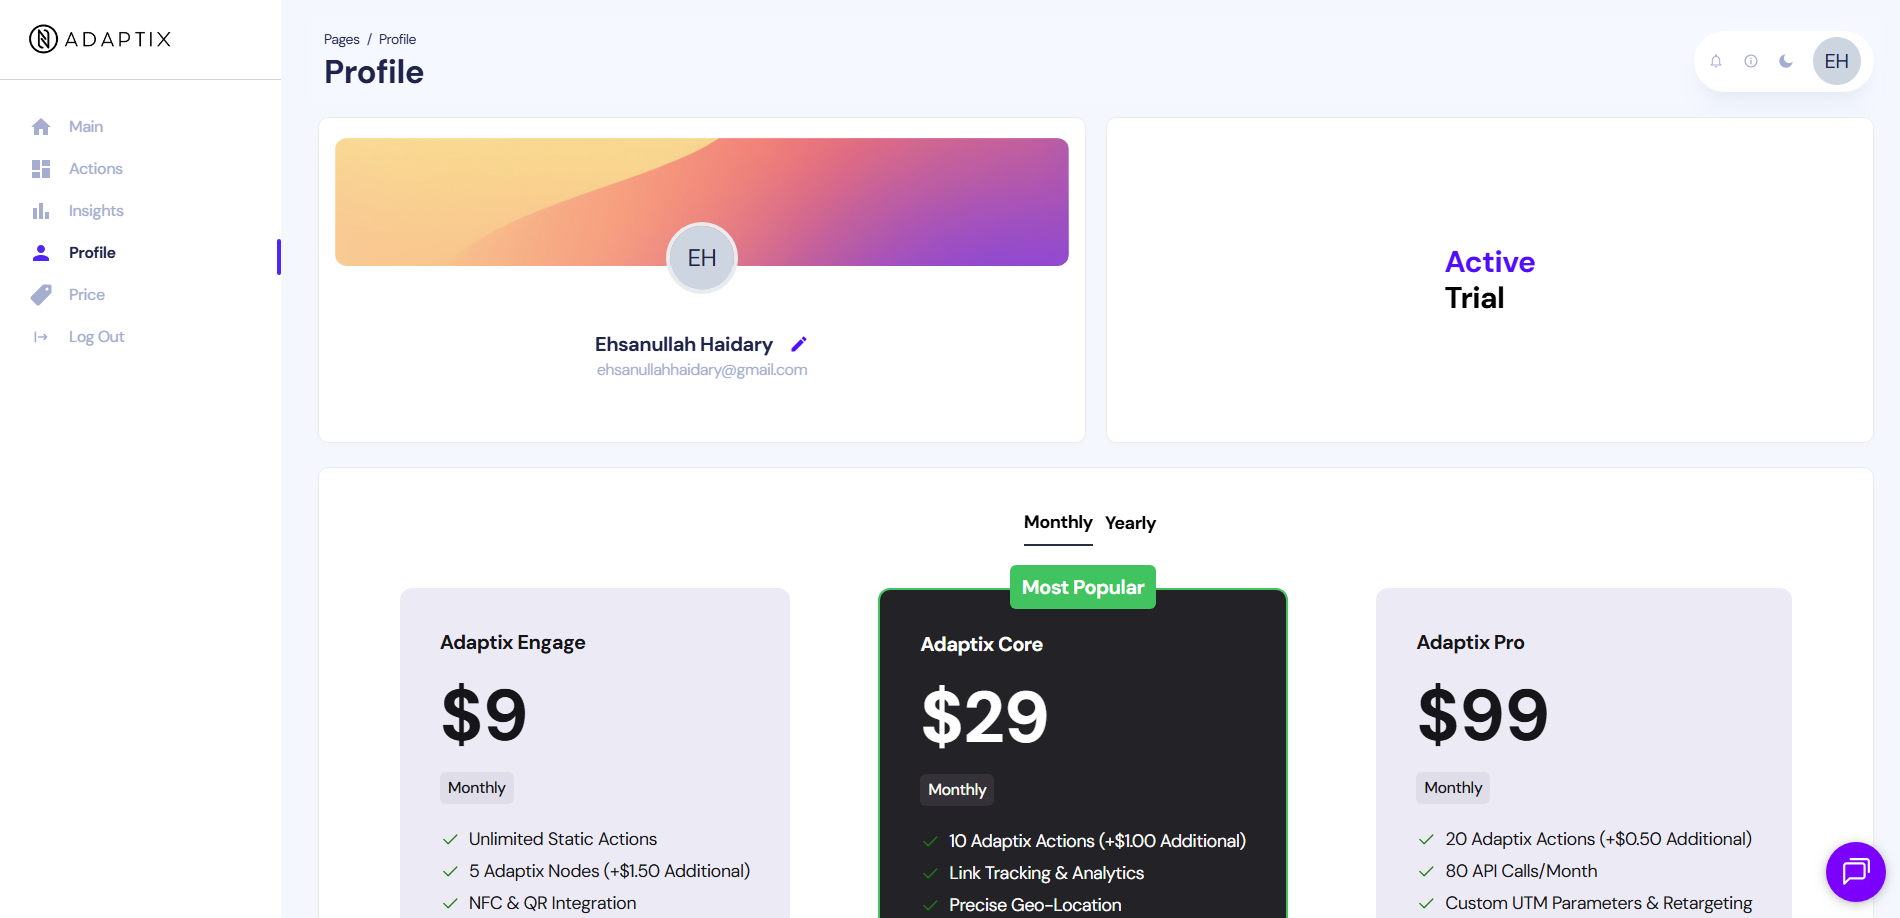 ADAPTIX
Main
Actions
Insights
Profile
Price
Log Out
Pages / Profile
Profile
EH
EH
Ehsanullah Haidary
ehsanullahhaidary@gmail.com
Active
Trial
Monthly Yearly
Adaptix Engage
$9
Monthly
Unlimited Static Actions
5 Adaptix Nodes (+$1.50 Additional)
NFC & QR Integration
Most Popular
Adaptix Core
$29
Monthly
10 Adaptix Actions (+$1.00 Additional)
Link Tracking & Analytics
Precise Geo-Location
Adaptix Pro
$99
Monthly
20 Adaptix Actions (+$0.50 Additional)
80 API Calls/Month
Custom UTM Parameters & Retargeting